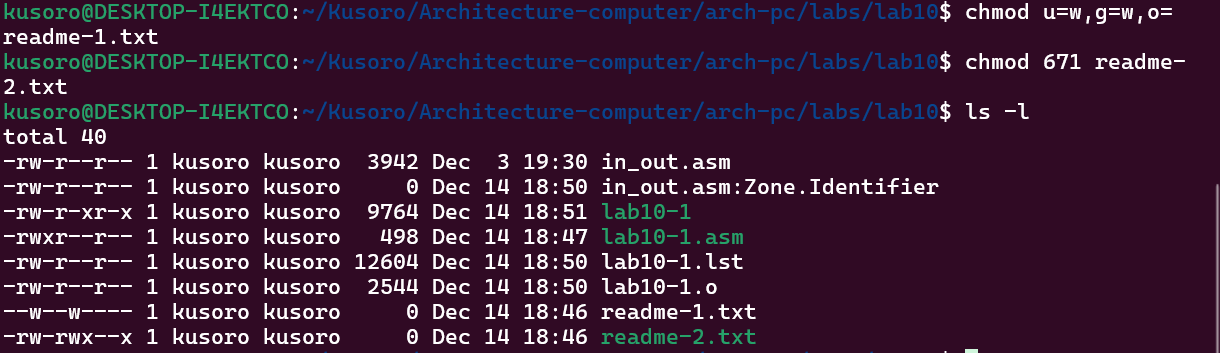 kusoro@DESKTOP-I4EKTCO:~/Kusoro/Architecture-computer/arch-pc/labs/lab10$ chmod u=w,g=w,o=
readme-1.txt
kusoro@DESKTOP-I4EKTCO:~/Kusoro/Architecture-computer/arch-pc/labs/lab10$ chmod 671 readme-
2.txt
kusoro@DESKTOP-I4EKTCO:~/Kusoro/Architecture-computer/arch-pc/labs/lab10$ ls -l
total 40
-rw-r--r-- 1 kusoro kusoro  3942 Dec  3 19:30 in_out.asm
-rw-r--r-- 1 kusoro kusoro     0 Dec 14 18:50 in_out.asm:Zone.Identifier
-rw-r-xr-x 1 kusoro kusoro  9764 Dec 14 18:51 lab10-1
-rwxr--r-- 1 kusoro kusoro   498 Dec 14 18:47 lab10-1.asm
-rw-r--r-- 1 kusoro kusoro 12604 Dec 14 18:50 lab10-1.lst
-rw-r--r-- 1 kusoro kusoro  2544 Dec 14 18:50 lab10-1.o
--w--w---- 1 kusoro kusoro     0 Dec 14 18:46 readme-1.txt
-rw-rwx--x 1 kusoro kusoro     0 Dec 14 18:46 readme-2.txt